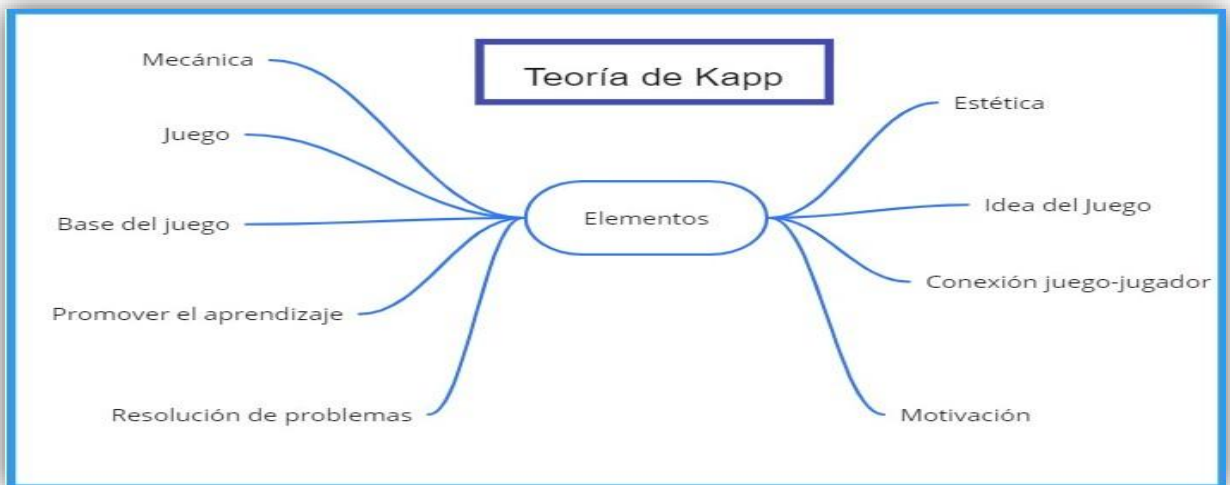 Teoría de Kapp
Elementos
Mecánica
Juego
Base del juego
Promover el aprendizaje
Resolución de problemas
Estética
Idea del Juego
Conexión juego-jugador
Motivación